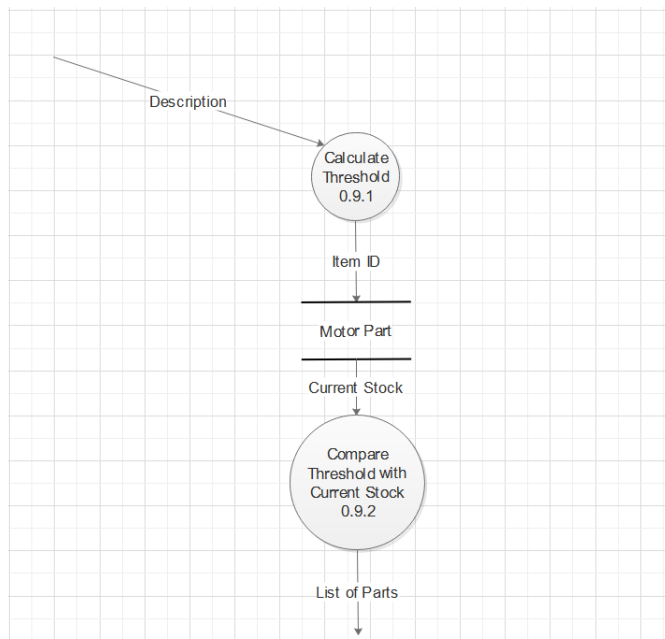 Description
Calculate
Threshold
0.9.1
Item ID
Motor Part
Current Stock
Compare
Threshold with
Current Stock
0.9.2
List of Parts